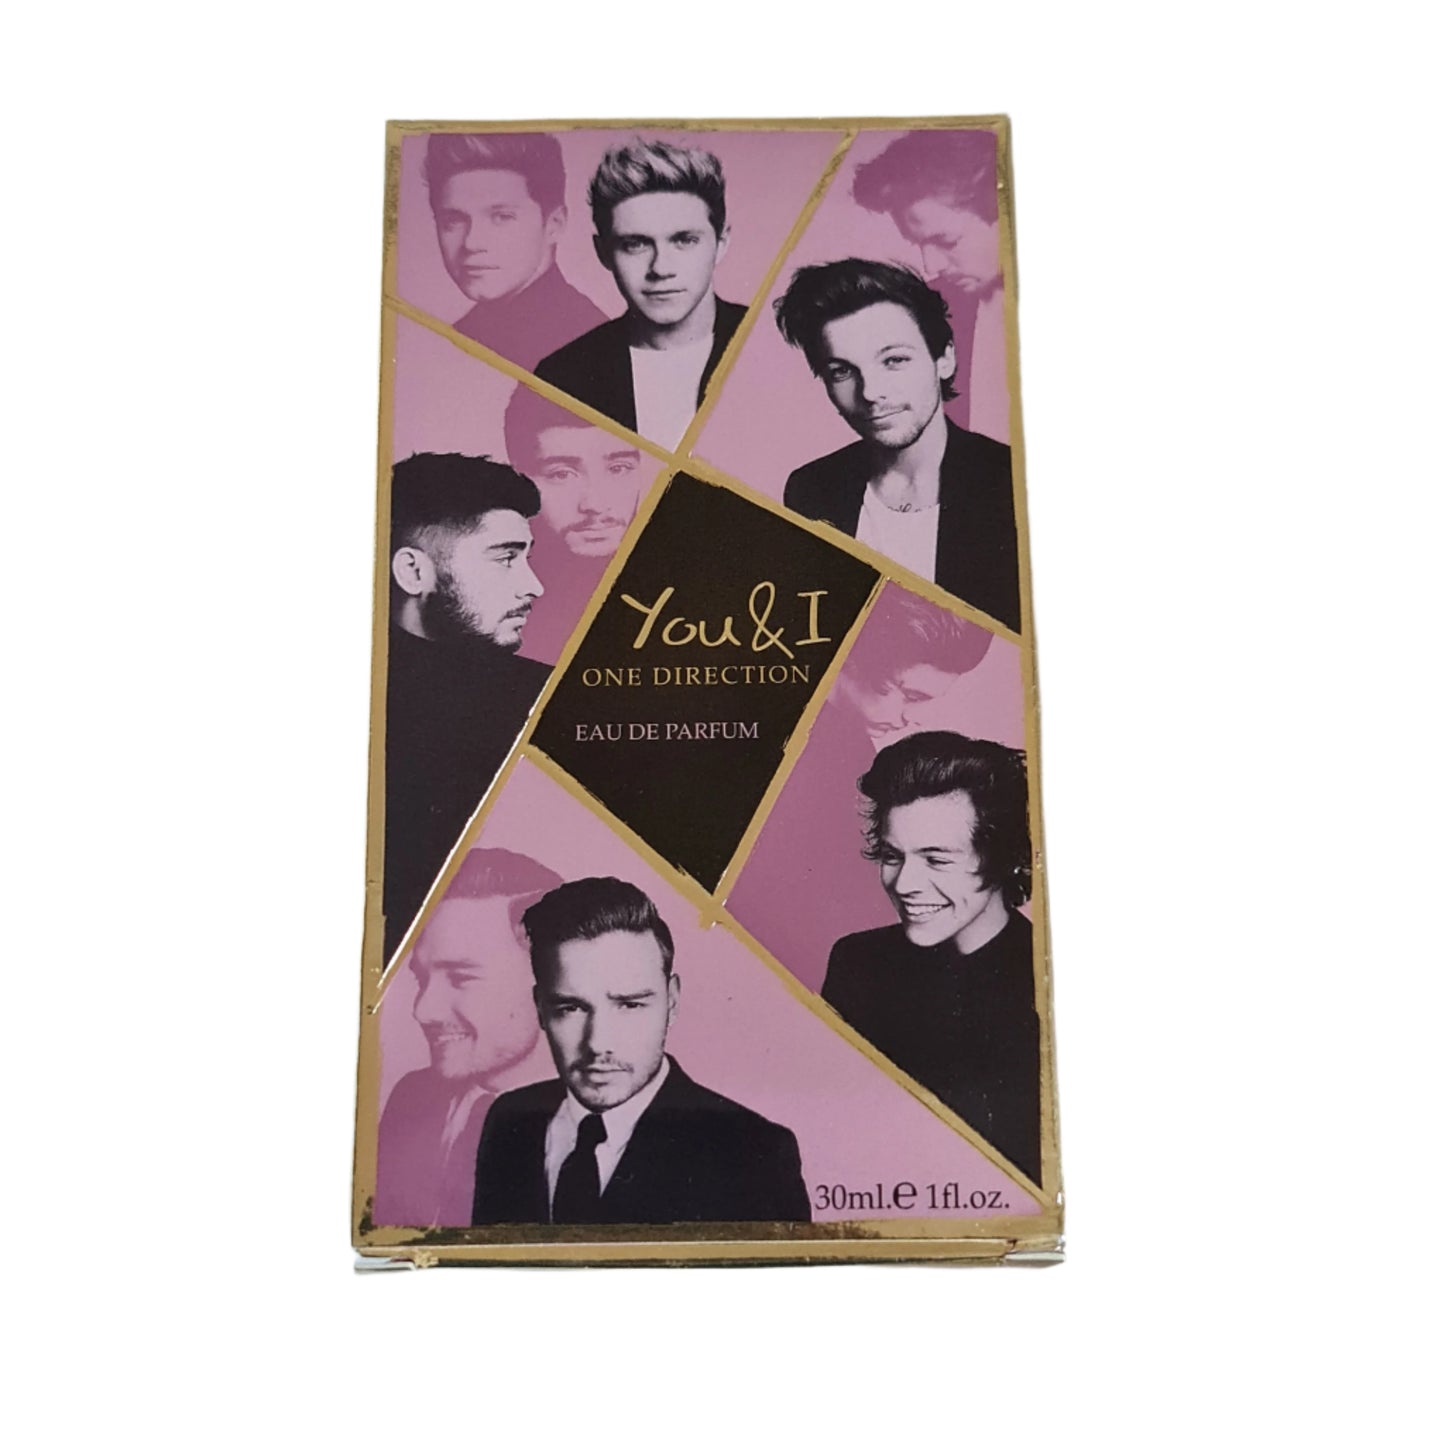 You & I
ONE DIRECTION
EAU DE PARFUM
30ml.e 1fl.oz.